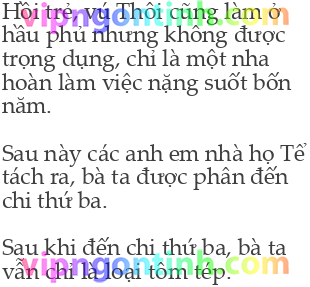 Hồi trẻ, vú Thôi cũng làm ở
hầu phủ nhưng không được
trọng dụng, chỉ là một nha
hoàn làm việc nặng suốt bốn
năm.
Sau này các anh em nhà họ Tể
tách ra, bà ta được phân đến
chi thứ ba.
Sau khi đến chi thứ ba, bà ta
vẫn chỉ là loại tôm tép.
vipngontinh.com
vipngontinh.com